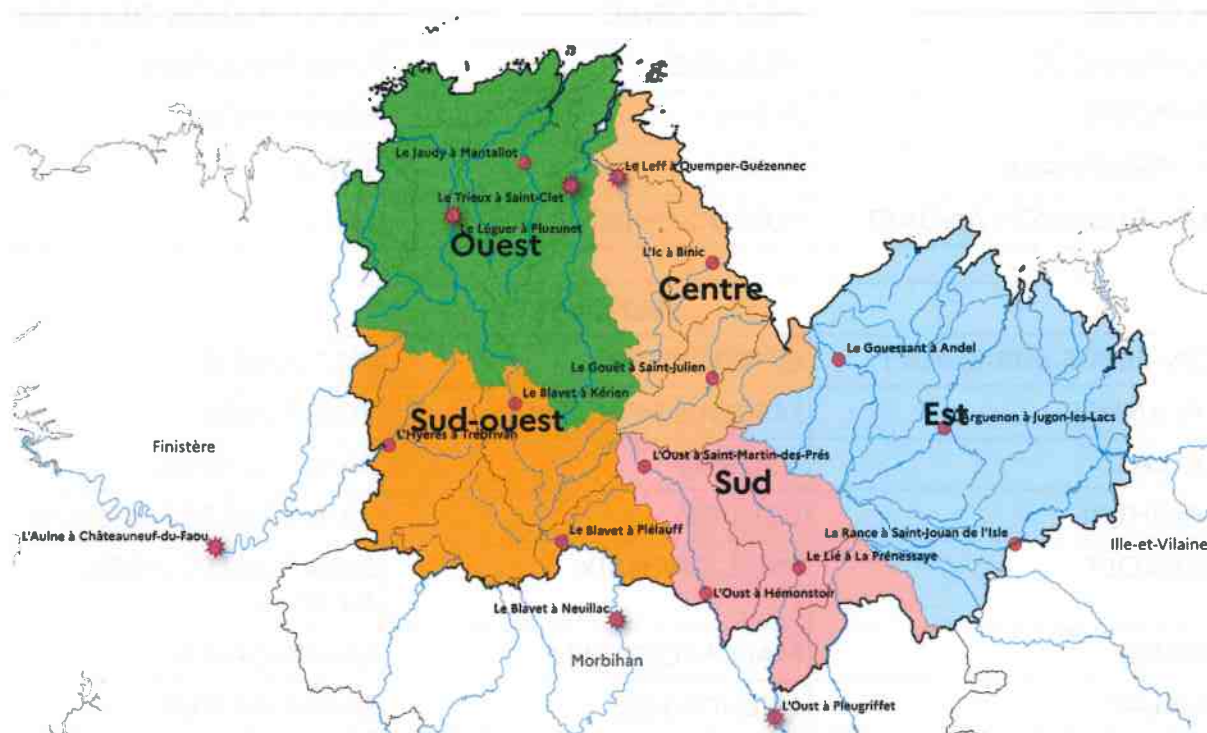 Le Jaudy à Mantallot
Le Leff à Quemper-Guézennec
Le Trieux à Saint-Clet
Le Léguer à Pluzunet
Ouest
L'Ic à Binic
Centre
Le Gouessant à Andel
Le Gouët à Saint-Julien
Le Blavet à Kérien
Sud-ouest
Est
Arguenon à Jugon-les-Lacs
L'Hyères à Trébrivan
Finistère
L'Oust à Saint-Martin-des-Prés
Sud
Le Blavet à Plélauff
La Rance à Saint-Jouan de l'Isle
L'Aulne à Châteauneuf-du-Faou
Ille-et-Vilaine
Le Lié à La Prénessaye
L'Oust à Hémonstoir
Le Blavet à Neuillac
Morbihan
L'Oust à Pleugriffet